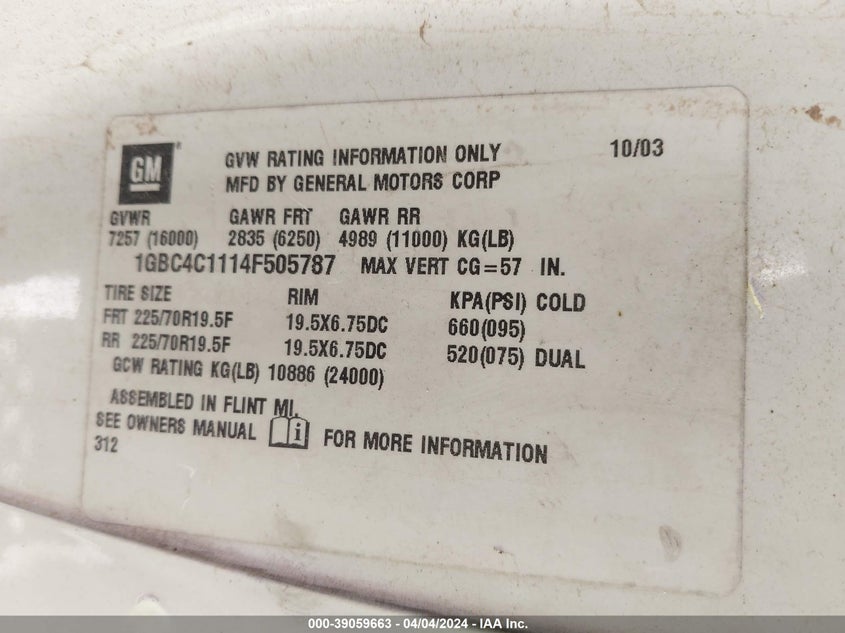 GM
GVW RATING INFORMATION ONLY 10/03
MFD BY GENERAL MOTORS CORP
GVWR GAWR FRT GAWR RR
7257 (16000) 2835 (6250) 4989 (11000) KG(LB)
1GBC4C1114F505787 MAX VERT CG=57 IN.
TIRE SIZE RIM KPA(PSI) COLD
FRT 225/70R19.5F 19.5X6.75DC 660(095)
RR 225/70R19.5F 19.5X6.75DC 520(075) DUAL
GCW RATING KG(LB) 10886 (24000)
ASSEMBLED IN FLINT MI.
SEE OWNERS MANUAL i FOR MORE INFORMATION
312
000-39059663 - 04/04/2024 - IAA Inc.